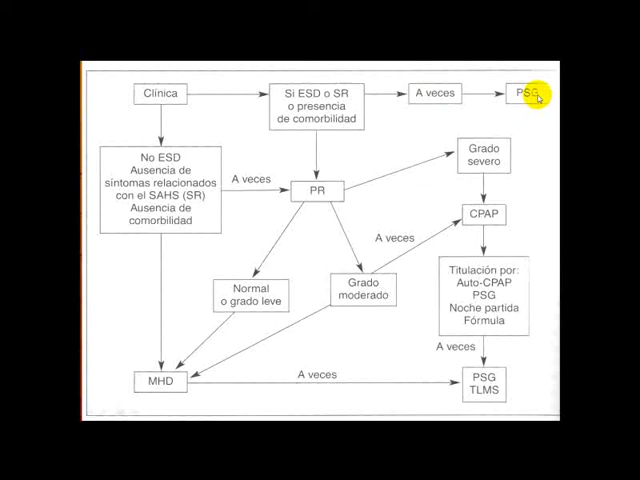 Clínica
Si ESD o SR
o presencia
de comorbilidad
A veces
PSG
No ESD
Ausencia de
síntomas relacionados
con el SAHS (SR)
Ausencia de
comorbilidad
A veces
PR
Grado
severo
CPAP
A veces
Normal
o grado leve
Grado
moderado
Titulación por:
Auto-CPAP
PSG
Noche partida
Fórmula
A veces
MHD
A veces
PSG
TLMS